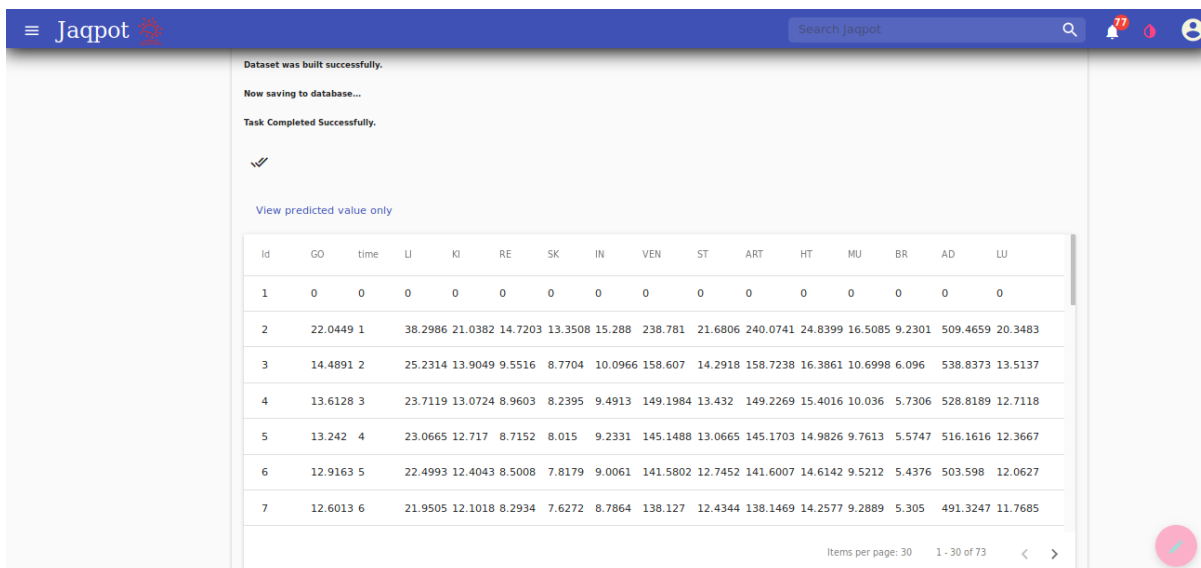 Jaqpot
Search Jaqpot
77
Dataset was built successfully.
Now saving to database...
Task Completed Successfully.
View predicted value only
Id GO time LI KI RE SK IN VEN ST ART HT MU BR AD LU
1 0 0 0 0 0 0 0 0 0 0 0 0 0 0 0
2 22.0449 1 38.2986 21.0382 14.7203 13.3508 15.288 238.781 21.6806 240.0741 24.8399 16.5085 9.2301 509.4659 20.3483
3 14.4891 2 25.2314 13.9049 9.5516 8.7704 10.0966 158.607 14.2918 158.7238 16.3861 10.6998 6.096 538.8373 13.5137
4 13.6128 3 23.7119 13.0724 8.9603 8.2395 9.4913 149.1984 13.432 149.2269 15.4016 10.036 5.7306 528.8189 12.7118
5 13.242 4 23.0665 12.717 8.7152 8.015 9.2331 145.1488 13.0665 145.1703 14.9826 9.7613 5.5747 516.1616 12.3667
6 12.9163 5 22.4993 12.4043 8.5008 7.8179 9.0061 141.5802 12.7452 141.6007 14.6142 9.5212 5.4376 503.598 12.0627
7 12.6013 6 21.9505 12.1018 8.2934 7.6272 8.7864 138.127 12.4344 138.1469 14.2577 9.2889 5.305 491.3247 11.7685
Items per page: 30 1 - 30 of 73